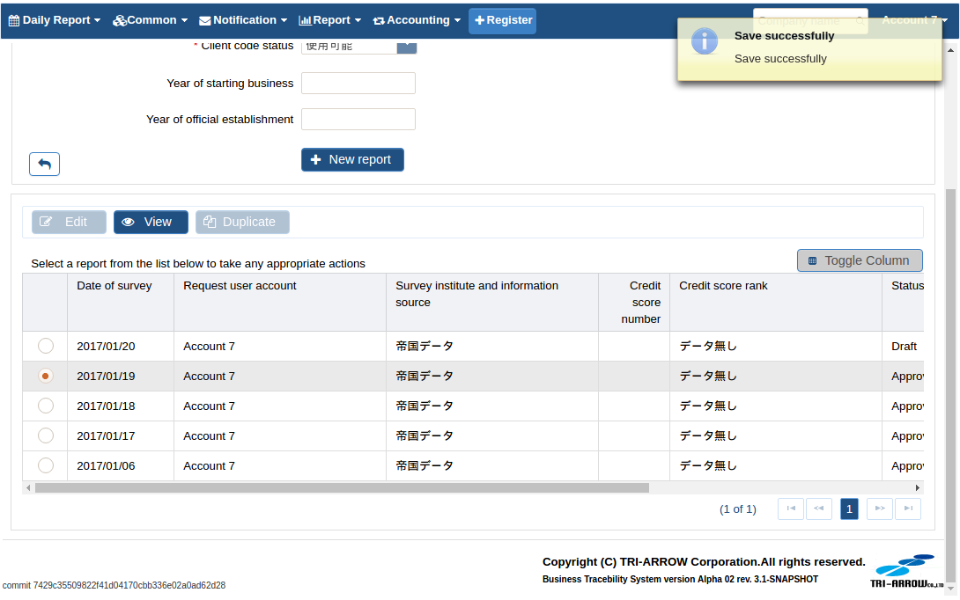 Daily Report Common Notification Report Accounting Register Account 7
Save successfully
Save successfully
* Client code status 使用可能
Year of starting business
Year of official establishment
New report
Edit View Duplicate
Select a report from the list below to take any appropriate actions Toggle Column
Date of survey Request user account Survey institute and information Credit Credit score rank Status
source score
number
2017/01/20 Account 7 帝国データ データ無し Draft
2017/01/19 Account 7 帝国データ データ無し Approv
2017/01/18 Account 7 帝国データ データ無し Approv
2017/01/17 Account 7 帝国データ データ無し Approv
2017/01/06 Account 7 帝国データ データ無し Approv
(1 of 1) 1
Copyright (C) TRI-ARROW Corporation.All rights reserved.
Business Tracebility System version Alpha 02 rev. 3.1-SNAPSHOT
TRI-ARROW Co.,LTD
commit 7429c35509822f41d04170cbb336e02a0ad62d28